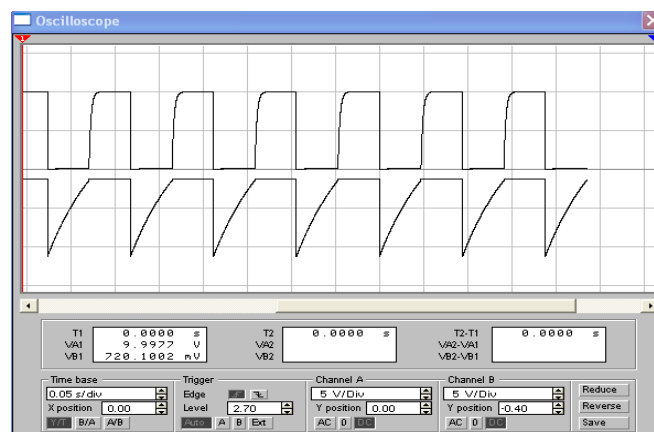 Oscilloscope
1
T1 0.0000 s T2 0.0000 s T2-T1 0.0000 s
VA1 9.9977 V VA2 VA2-VA1
VB1 720.1002 mV VB2 VB2-VB1
Time base Trigger Channel A Channel B
0.05 s/div Edge 5 V/Div 5 V/Div Reduce
X position 0.00 Level 2.70 Y position 0.00 Y position -0.40 Reverse
Y/T B/A A/B Auto A B Ext AC 0 DC AC 0 DC Save